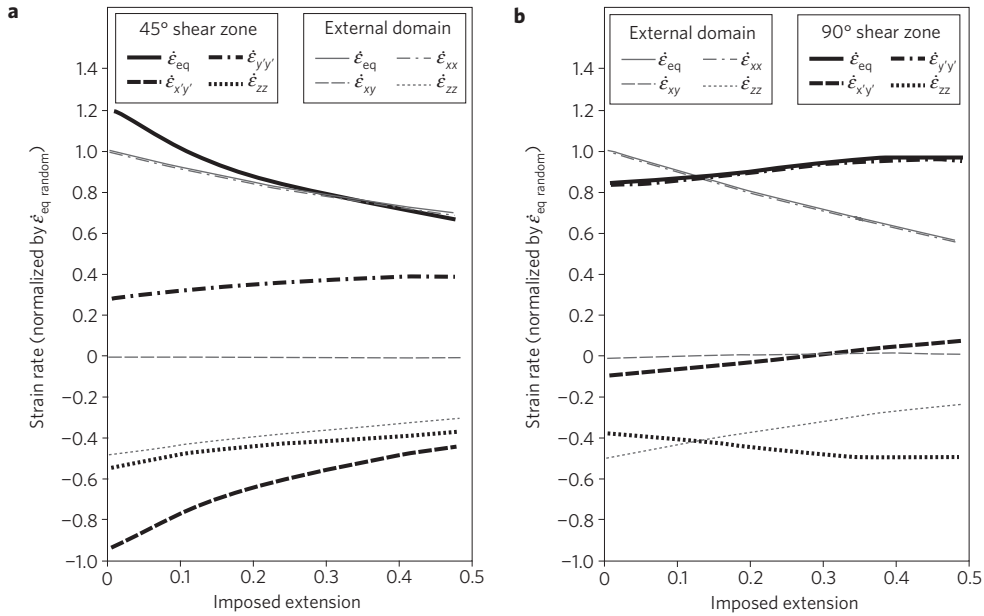 a
45° shear zone
ε̇eq ε̇y′y′
ε̇x′y′ ε̇zz
External domain
ε̇eq ε̇xx
ε̇xy ε̇zz
Strain rate (normalized by ε̇eq random)
1.4
1.2
1.0
0.8
0.6
0.4
0.2
0
−0.2
−0.4
−0.6
−0.8
−1.0
0 0.1 0.2 0.3 0.4 0.5
Imposed extension
b
External domain
ε̇eq ε̇xx
ε̇xy ε̇zz
90° shear zone
ε̇eq ε̇y′y′
ε̇x′y′ ε̇zz
Strain rate (normalized by ε̇eq random)
1.4
1.2
1.0
0.8
0.6
0.4
0.2
0
−0.2
−0.4
−0.6
−0.8
−1.0
0 0.1 0.2 0.3 0.4 0.5
Imposed extension